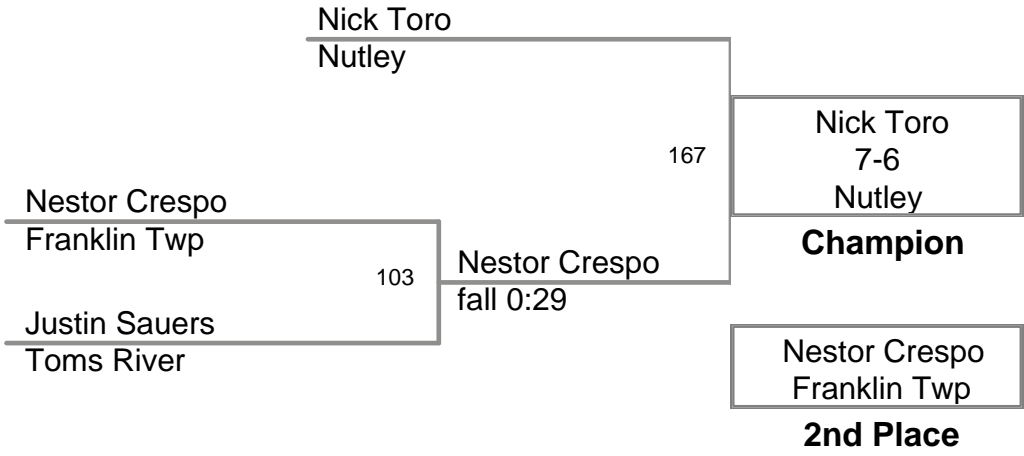 Nick Toro
Nutley
167
Nick Toro
7-6
Nutley
Champion
Nestor Crespo
Franklin Twp
103
Nestor Crespo
fall 0:29
Justin Sauers
Toms River
Nestor Crespo
Franklin Twp
2nd Place